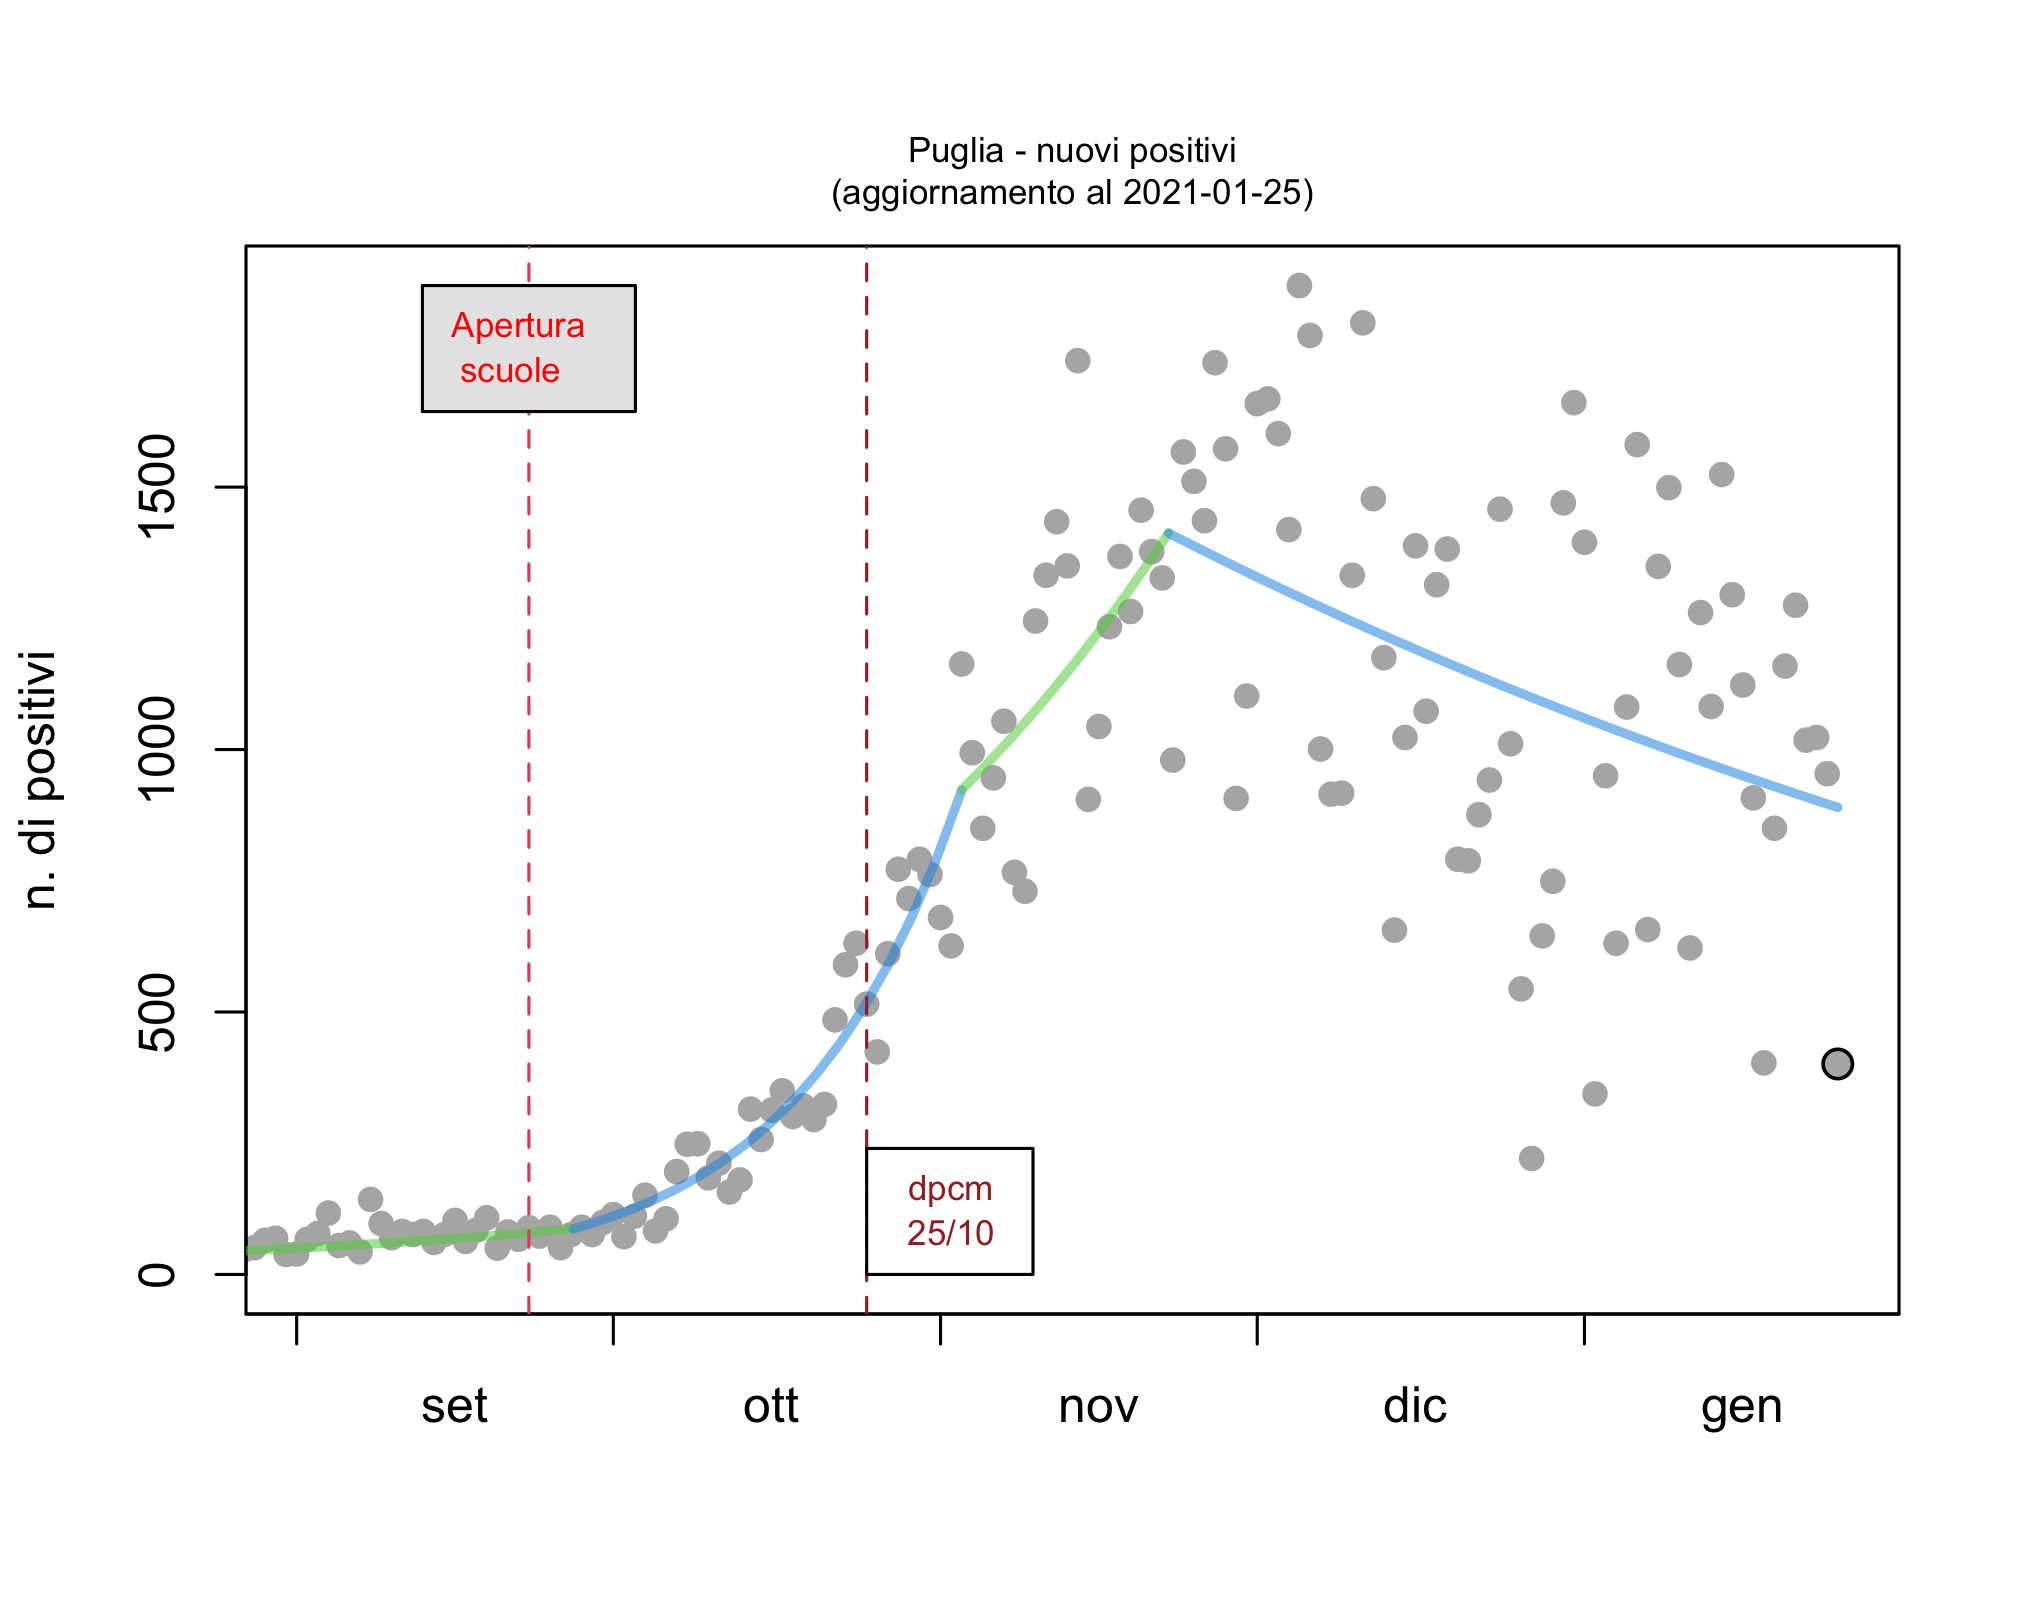 Puglia - nuovi positivi
(aggiornamento al 2021-01-25)
Apertura
scuole
n. di positivi
1500
1000
500
0
dpcm
25/10
set
ott
nov
dic
gen